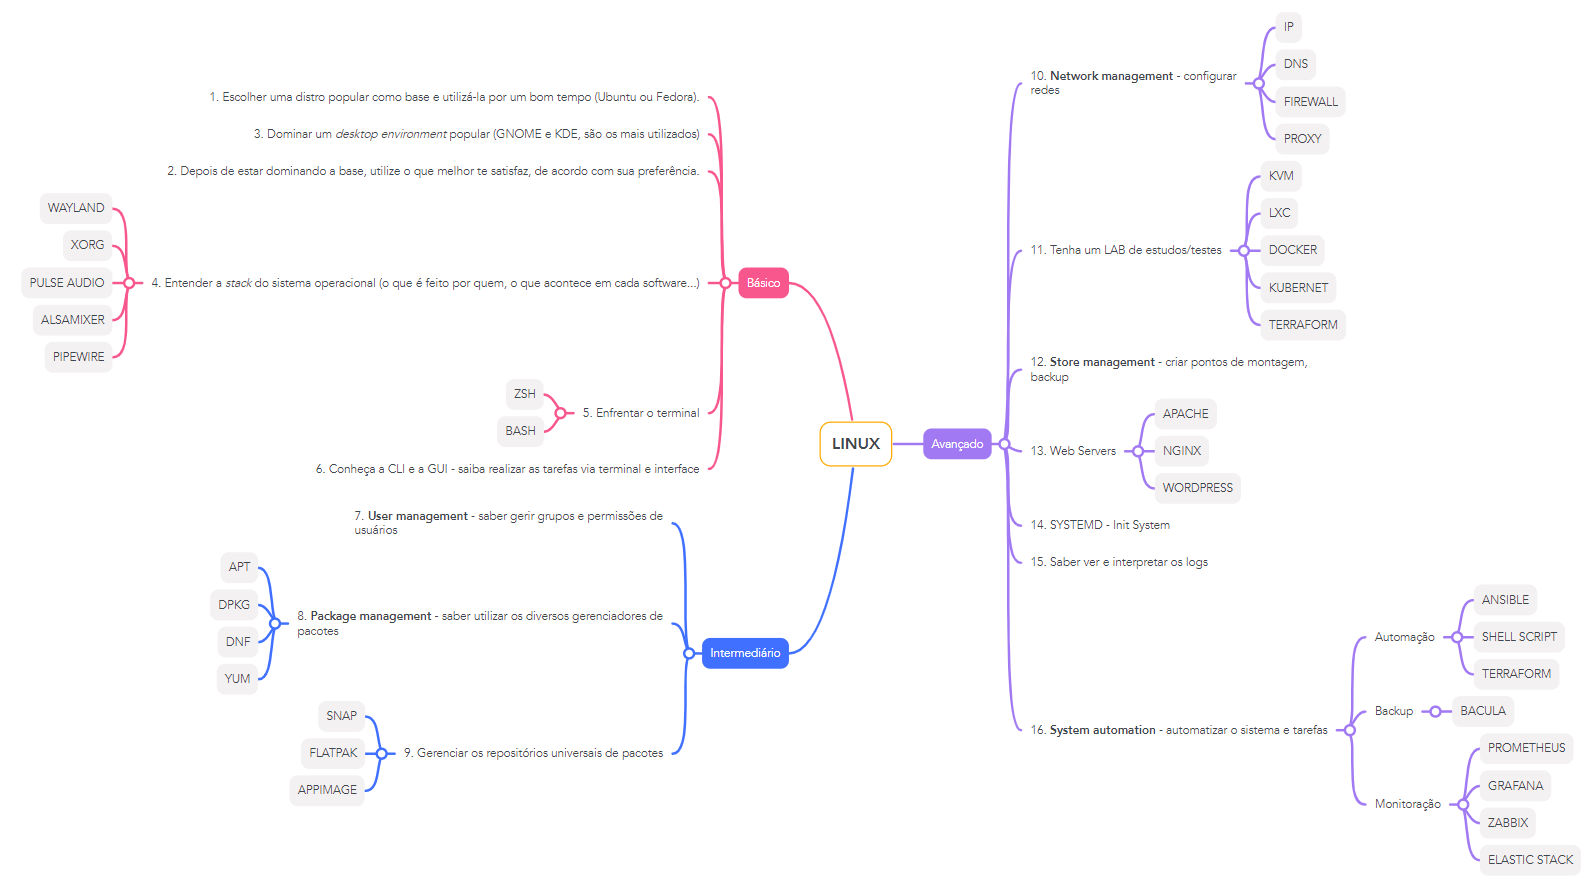 LINUX
Básico
1. Escolher uma distro popular como base e utilizá-la por um bom tempo (Ubuntu ou Fedora).
3. Dominar um desktop environment popular (GNOME e KDE, são os mais utilizados)
2. Depois de estar dominando a base, utilize o que melhor te satisfaz, de acordo com sua preferência.
4. Entender a stack do sistema operacional (o que é feito por quem, o que acontece em cada software...)
WAYLAND
XORG
PULSE AUDIO
ALSAMIXER
PIPEWIRE
5. Enfrentar o terminal
ZSH
BASH
6. Conheça a CLI e a GUI - saiba realizar as tarefas via terminal e interface
Intermediário
7. User management - saber gerir grupos e permissões de
usuários
8. Package management - saber utilizar os diversos gerenciadores de
pacotes
APT
DPKG
DNF
YUM
9. Gerenciar os repositórios universais de pacotes
SNAP
FLATPAK
APPIMAGE
Avançado
10. Network management - configurar
redes
IP
DNS
FIREWALL
PROXY
11. Tenha um LAB de estudos/testes
KVM
LXC
DOCKER
KUBERNET
TERRAFORM
12. Store management - criar pontos de montagem,
backup
13. Web Servers
APACHE
NGINX
WORDPRESS
14. SYSTEMD - Init System
15. Saber ver e interpretar os logs
16. System automation - automatizar o sistema e tarefas
Automação
ANSIBLE
SHELL SCRIPT
TERRAFORM
Backup
BACULA
Monitoração
PROMETHEUS
GRAFANA
ZABBIX
ELASTIC STACK